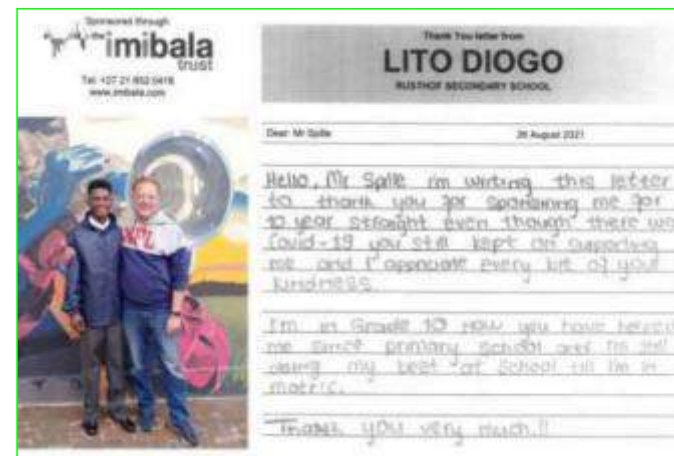 Sponsored through
the imibala
trust
Tel: +27 21 852 0418
www.imibala.com
Thank You letter from
LITO DIOGO
RUSTHOF SECONDARY SCHOOL
Dear: Mr Spille
26 August 2021
Hello, Mr Spille i'm writing this letter
to thank you for sponsoring me for
10 year straight even though there wa
Covid-19 you still kept on supporting
me and I appreciate every bit of your
kindness.
I'm in Grade 10 now you have helped
me since primary school and I'm still
doing my best at School till I'm in
matric.
Thank you very much.!!